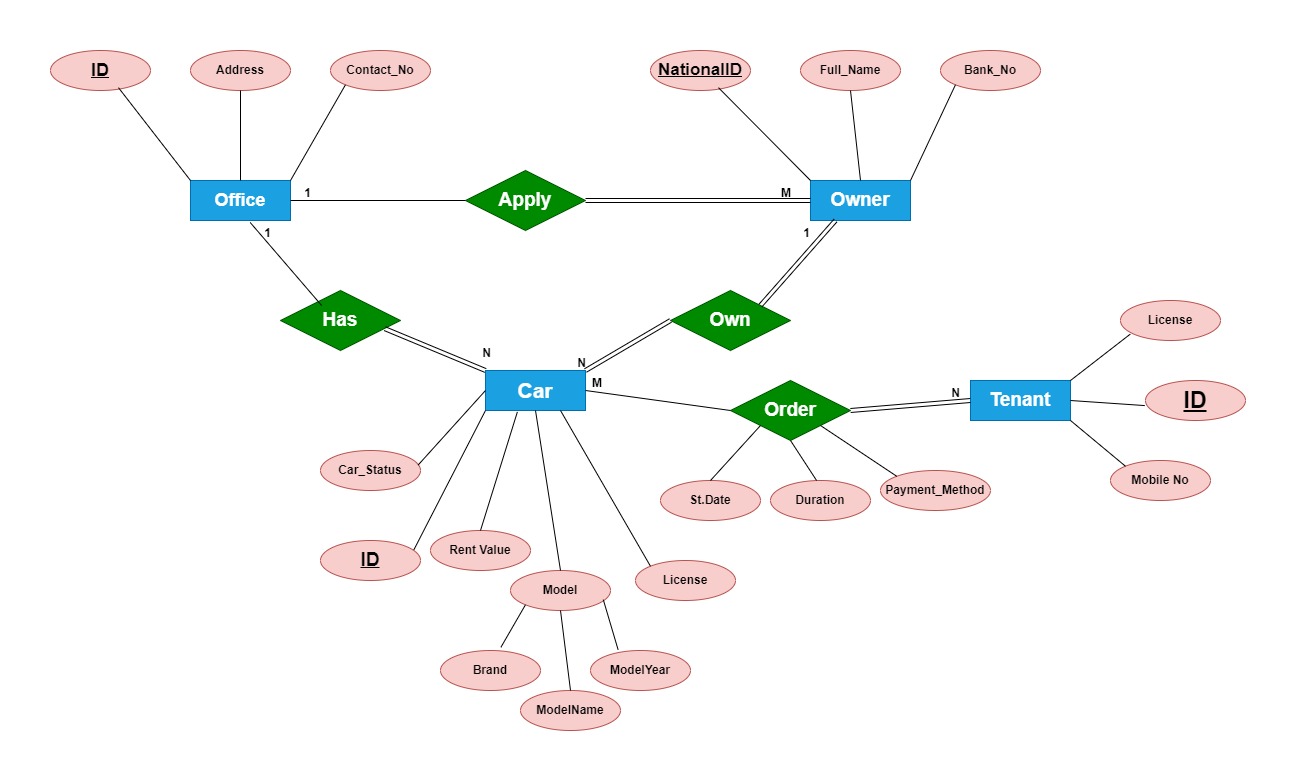 ID
Address
Contact_No
NationalID
Full_Name
Bank_No
Office
1
Apply
M
Owner
1
1
Has
Own
License
N
N
Car
M
Order
N
Tenant
ID
Car_Status
St.Date
Duration
Payment_Method
Mobile No
ID
Rent Value
Model
License
Brand
ModelYear
ModelName